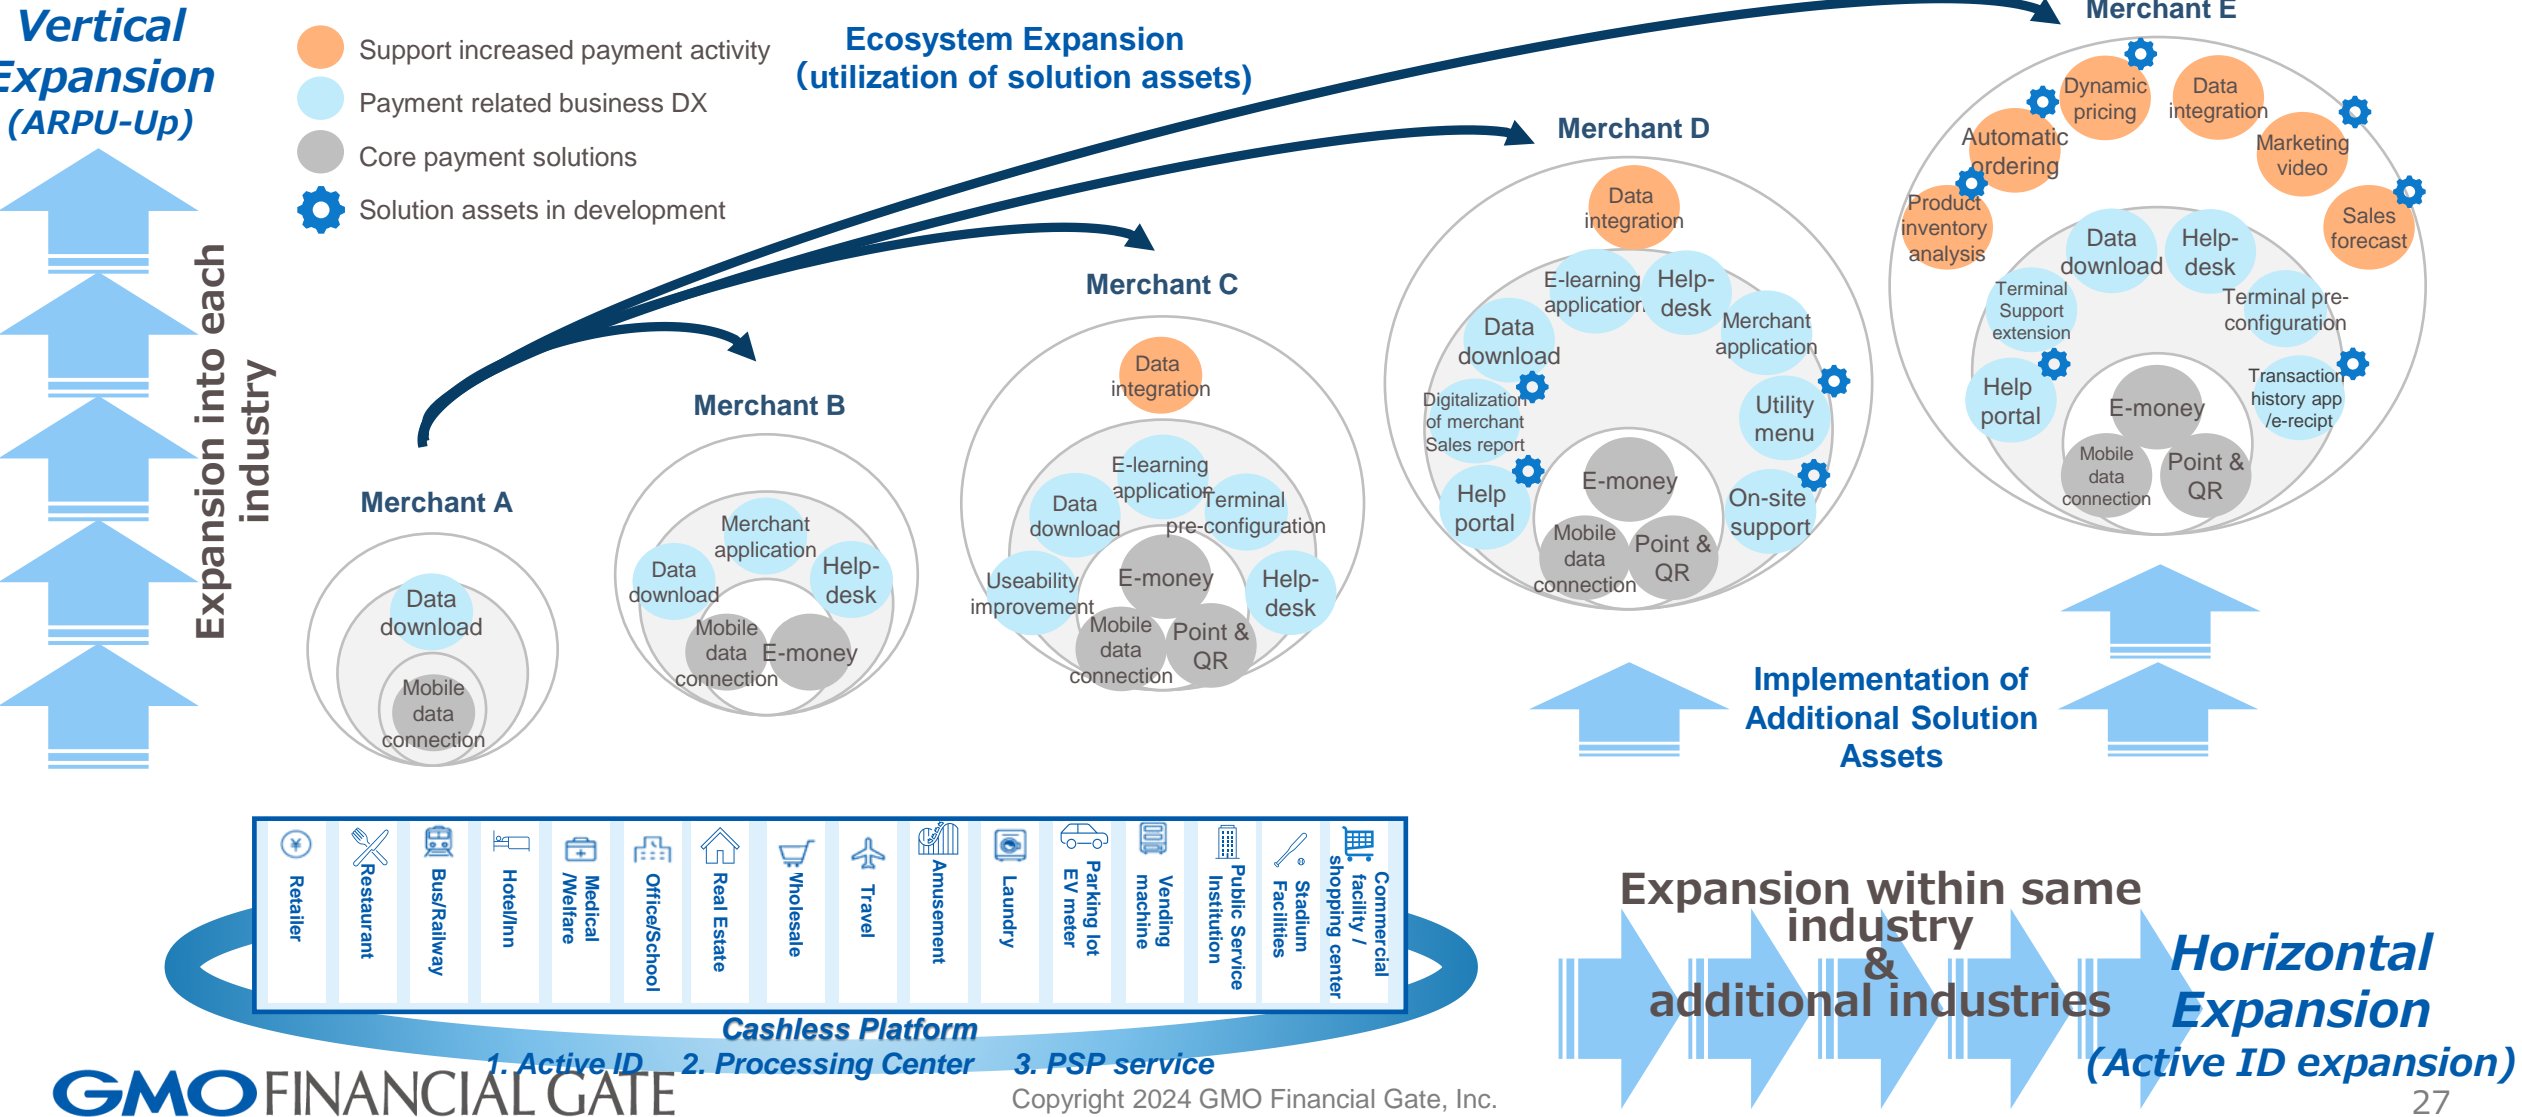 Vertical
Expansion
(ARPU-Up)
Support increased payment activity
Payment related business DX
Core payment solutions
Solution assets in development
Ecosystem Expansion
(utilization of solution assets)
Expansion into each
industry
Merchant A
Data
download
Mobile
data
connection
Merchant B
Merchant
application
Data
download
Help-
desk
Mobile
data
connection
E-money
Merchant C
Data
integration
E-learning
application
Data
download
Terminal
pre-configuration
Useability
improvement
E-money
Help-
desk
Mobile
data
connection
Point &
QR
Merchant D
Data
integration
E-learning
application
Help-
desk
Data
download
Merchant
application
Digitalization
of merchant
Sales report
Utility
menu
Help
portal
E-money
On-site
support
Mobile
data
connection
Point &
QR
Merchant E
Dynamic
pricing
Data
integration
Automatic
ordering
Marketing
video
Product
inventory
analysis
Sales
forecast
Data
download
Help-
desk
Terminal
Support
extension
Terminal pre-
configuration
Help
portal
Transaction
history app
/e-recipt
E-money
Mobile
data
connection
Point &
QR
Implementation of
Additional Solution
Assets
Retailer
Restaurant
Bus/Railway
Hotel/Inn
Medical
/Welfare
Office/School
Real Estate
Wholesale
Travel
Amusement
Laundry
Parking lot
EV meter
Vending
machine
Public Service
Institution
Stadium
Facilities
Commercial
facility /
shopping center
Cashless Platform
1. Active ID 2. Processing Center 3. PSP service
Expansion within same
industry
&
additional industries
Horizontal
Expansion
(Active ID expansion)
GMO FINANCIAL GATE
Copyright 2024 GMO Financial Gate, Inc.
27